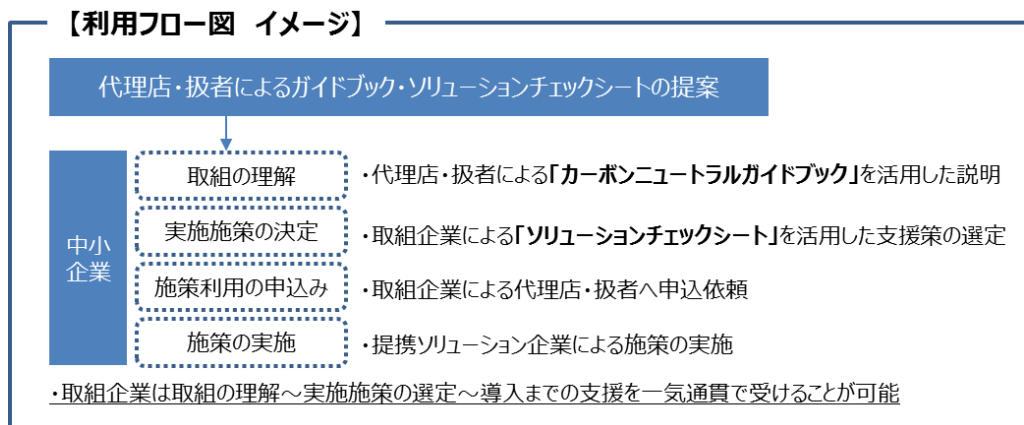 【利用フロー図 イメージ】
代理店・扱者によるガイドブック・ソリューションチェックシートの提案
中小
企業
取組の理解
・代理店・扱者による「カーボンニュートラルガイドブック」を活用した説明
実施施策の決定
・取組企業による「ソリューションチェックシート」を活用した支援策の選定
施策利用の申込み
・取組企業による代理店・扱者へ申込依頼
施策の実施
・提携ソリューション企業による施策の実施
・取組企業は取組の理解～実施施策の選定～導入までの支援を一気通貫で受けることが可能